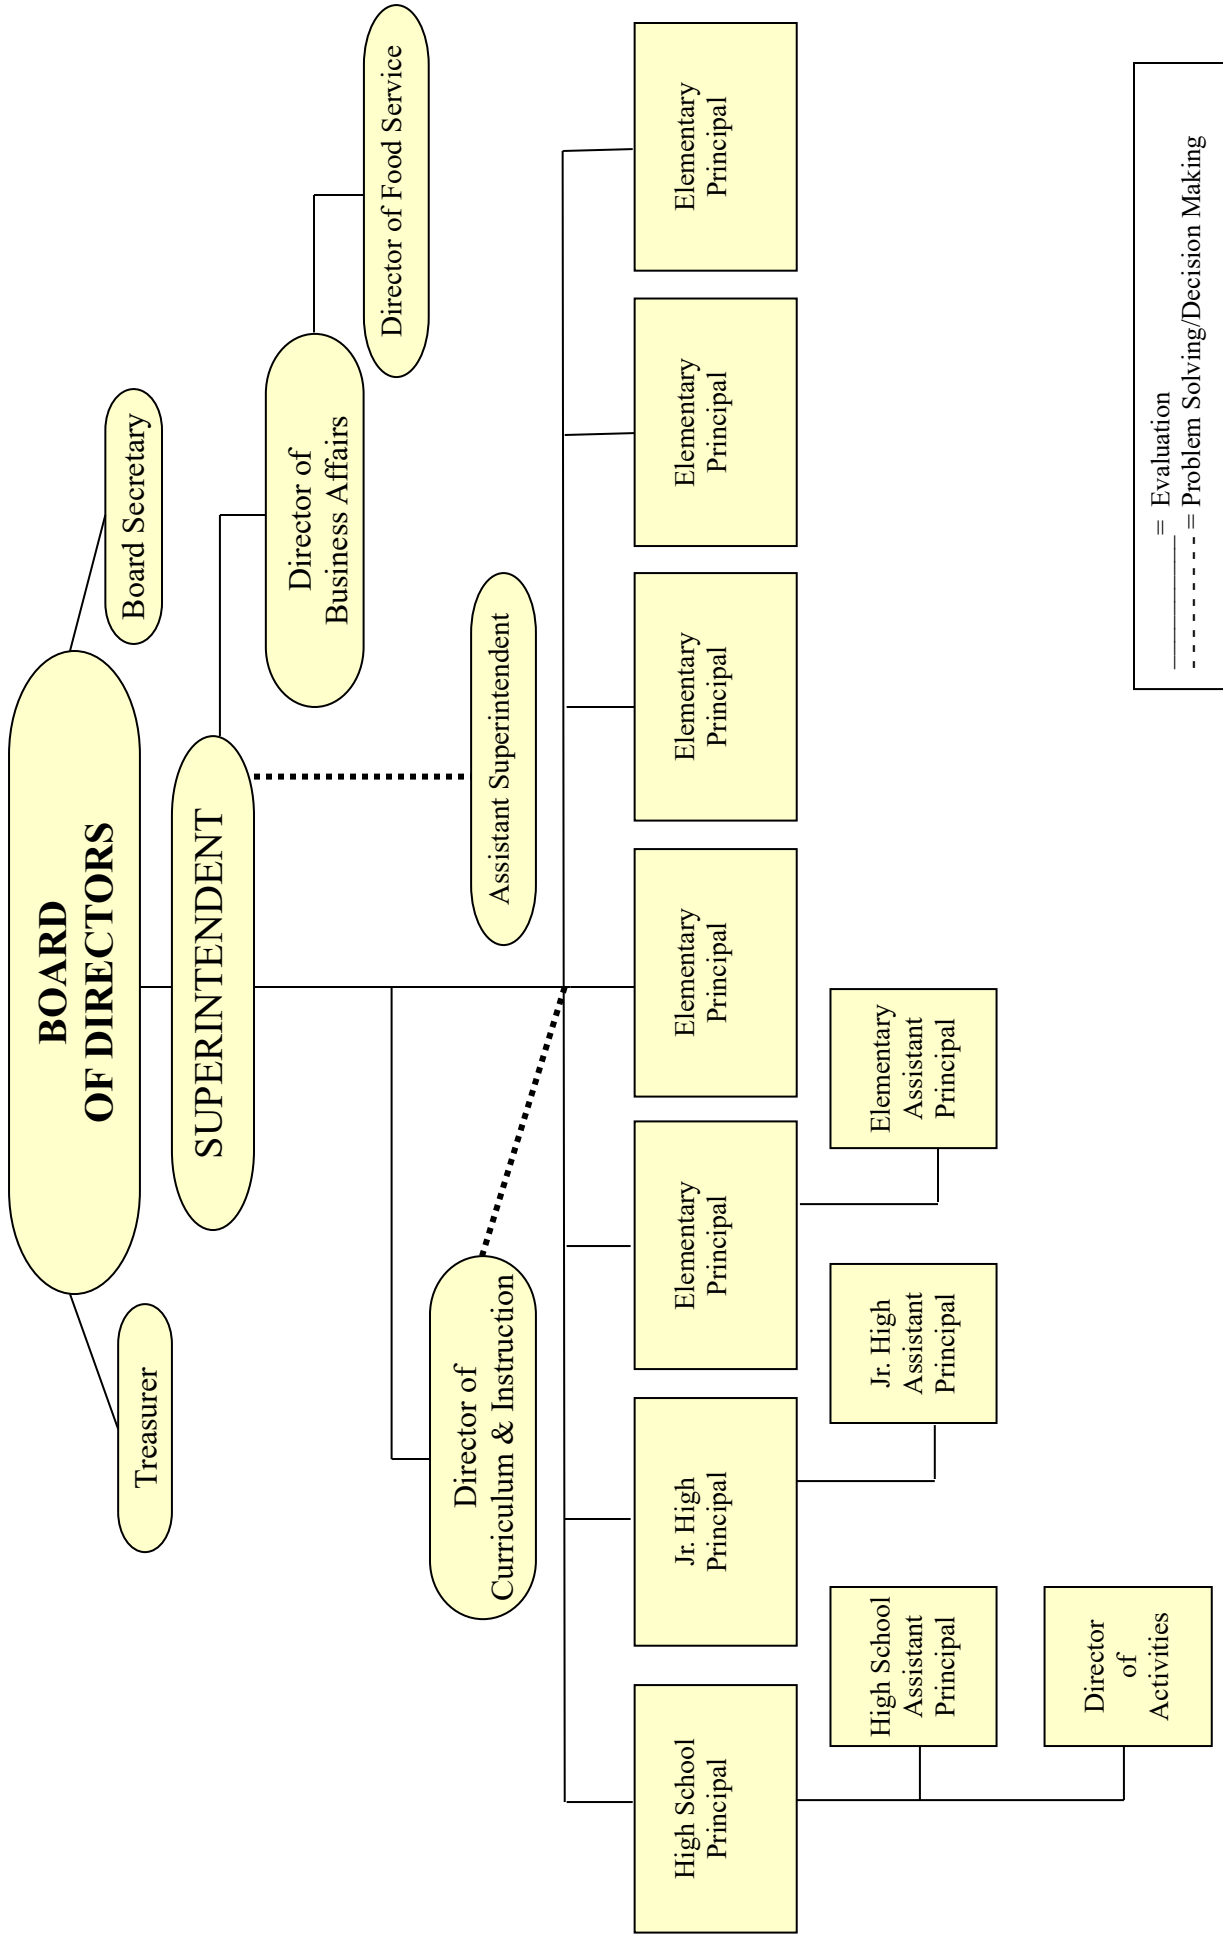 BOARD
OF DIRECTORS
Treasurer
Board Secretary
SUPERINTENDENT
Director of
Business Affairs
Director of Food Service
Director of
Curriculum & Instruction
Assistant Superintendent
High School
Principal
Jr. High
Principal
Elementary
Principal
Elementary
Principal
Elementary
Principal
Elementary
Principal
Elementary
Principal
High School
Assistant
Principal
Jr. High
Assistant
Principal
Elementary
Assistant
Principal
Director
of
Activities
_________ = Evaluation
- - - - - - - - = Problem Solving/Decision Making